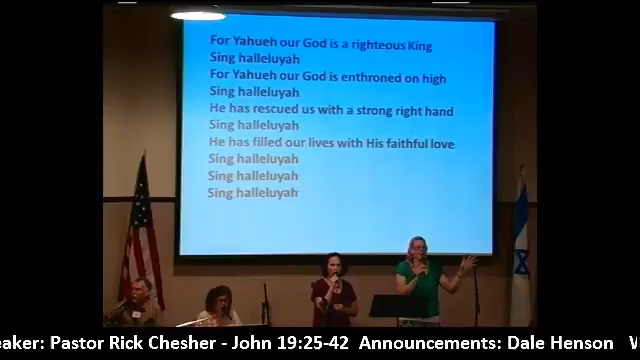 For Yahueh our God is a righteous King
Sing halleluyah
For Yahueh our God is enthroned on high
Sing halleluyah
He has rescued us with a strong right hand
Sing halleluyah
He has filled our lives with His faithful love
Sing halleluyah
Sing halleluyah
Sing halleluyah
eaker: Pastor Rick Chesher - John 19:25-42 Announcements: Dale Henson W